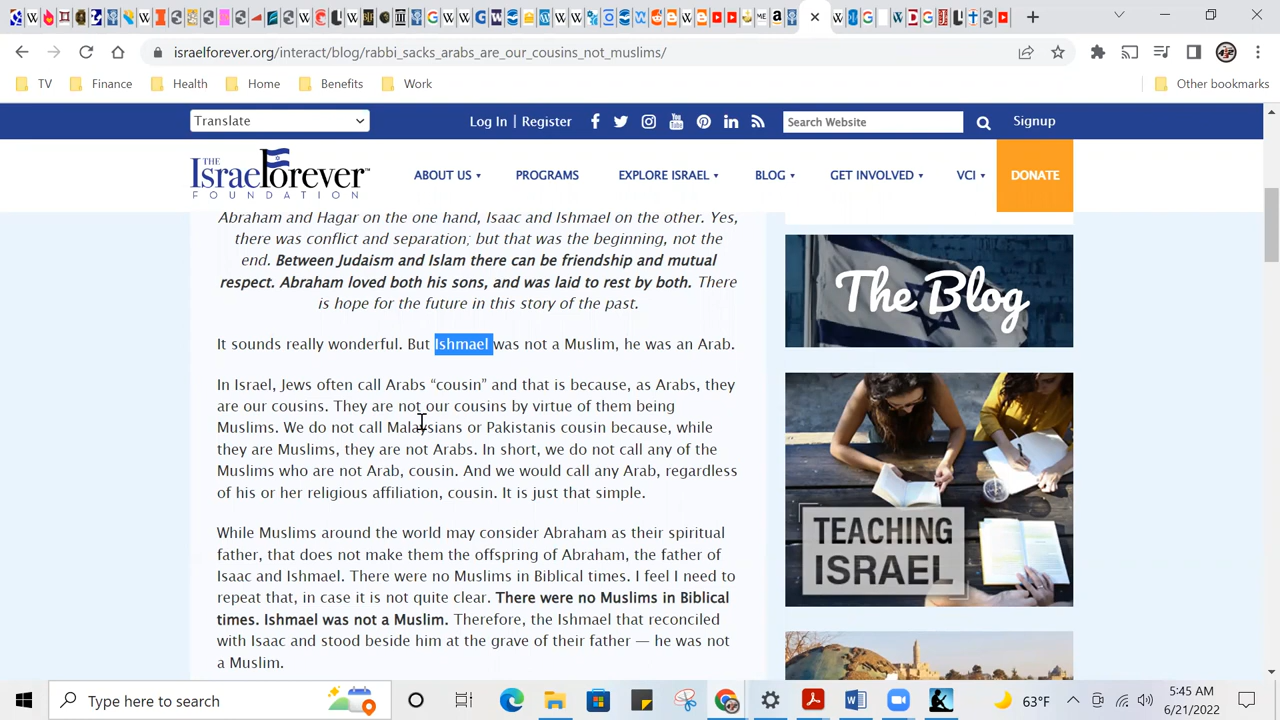 israelforever.org/interact/blog/rabbi_sacks_arabs_are_our_cousins_not_muslims/
TV Finance Health Home Benefits Work Other bookmarks
Translate Log In | Register Search Website Signup
THE
Israelforever
FOUNDATION
ABOUT US PROGRAMS EXPLORE ISRAEL BLOG GET INVOLVED VCI DONATE
Abraham and Hagar on the one hand, Isaac and Ishmael on the other. Yes,
there was conflict and separation; but that was the beginning, not the
end. Between Judaism and Islam there can be friendship and mutual
respect. Abraham loved both his sons, and was laid to rest by both. There
is hope for the future in this story of the past.
It sounds really wonderful. But Ishmael was not a Muslim, he was an Arab.
In Israel, Jews often call Arabs “cousin” and that is because, as Arabs, they
are our cousins. They are not our cousins by virtue of them being
Muslims. We do not call Malaysians or Pakistanis cousin because, while
they are Muslims, they are not Arabs. In short, we do not call any of the
Muslims who are not Arab, cousin. And we would call any Arab, regardless
of his or her religious affiliation, cousin. It is just that simple.
While Muslims around the world may consider Abraham as their spiritual
father, that does not make them the offspring of Abraham, the father of
Isaac and Ishmael. There were no Muslims in Biblical times. I feel I need to
repeat that, in case it is not quite clear. There were no Muslims in Biblical
times. Ishmael was not a Muslim. Therefore, the Ishmael that reconciled
with Isaac and stood beside him at the grave of their father — he was not
a Muslim.
The Blog
TEACHING
ISRAEL
Type here to search
63°F
5:45 AM
6/21/2022